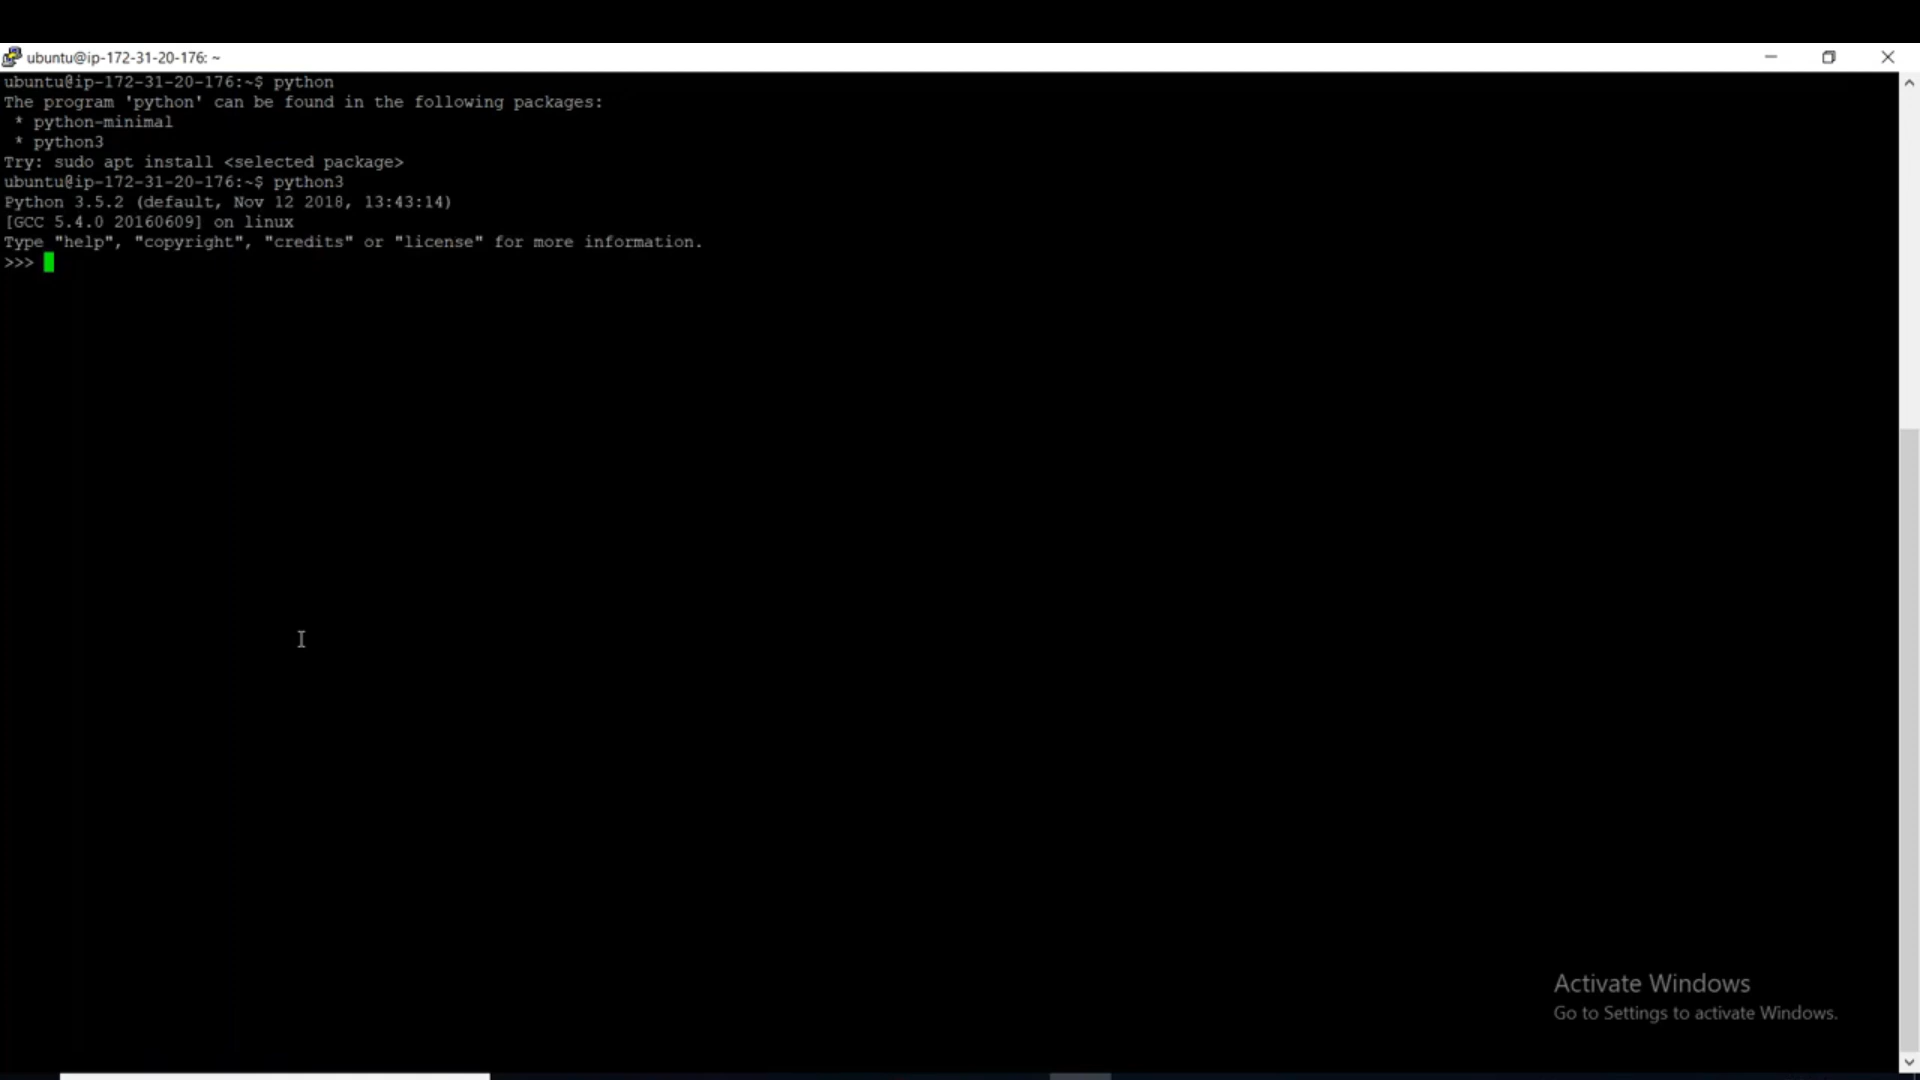 ubuntu@ip-172-31-20-176: ~
ubuntu@ip-172-31-20-176:~$ python
The program 'python' can be found in the following packages:
 * python-minimal
 * python3
Try: sudo apt install <selected package>
ubuntu@ip-172-31-20-176:~$ python3
Python 3.5.2 (default, Nov 12 2018, 13:43:14)
[GCC 5.4.0 20160609] on linux
Type "help", "copyright", "credits" or "license" for more information.
>>>
Activate Windows
Go to Settings to activate Windows.